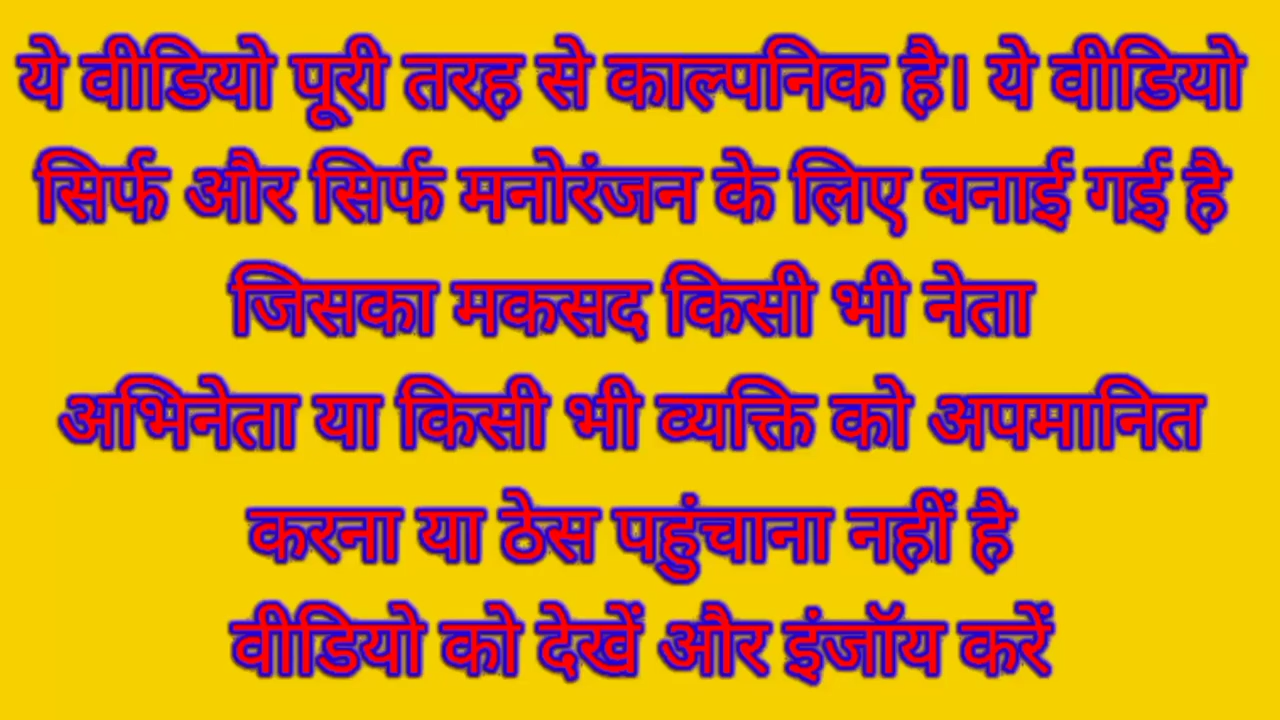 ये वीडियो पूरी तरह से काल्पनिक है। ये वीडियो
सिर्फ और सिर्फ मनोरंजन के लिए बनाई गई है
जिसका मकसद किसी भी नेता
अभिनेता या किसी भी व्यक्ति को अपमानित
करना या ठेस पहुंचाना नहीं है
वीडियो को देखें और इंजॉय करें